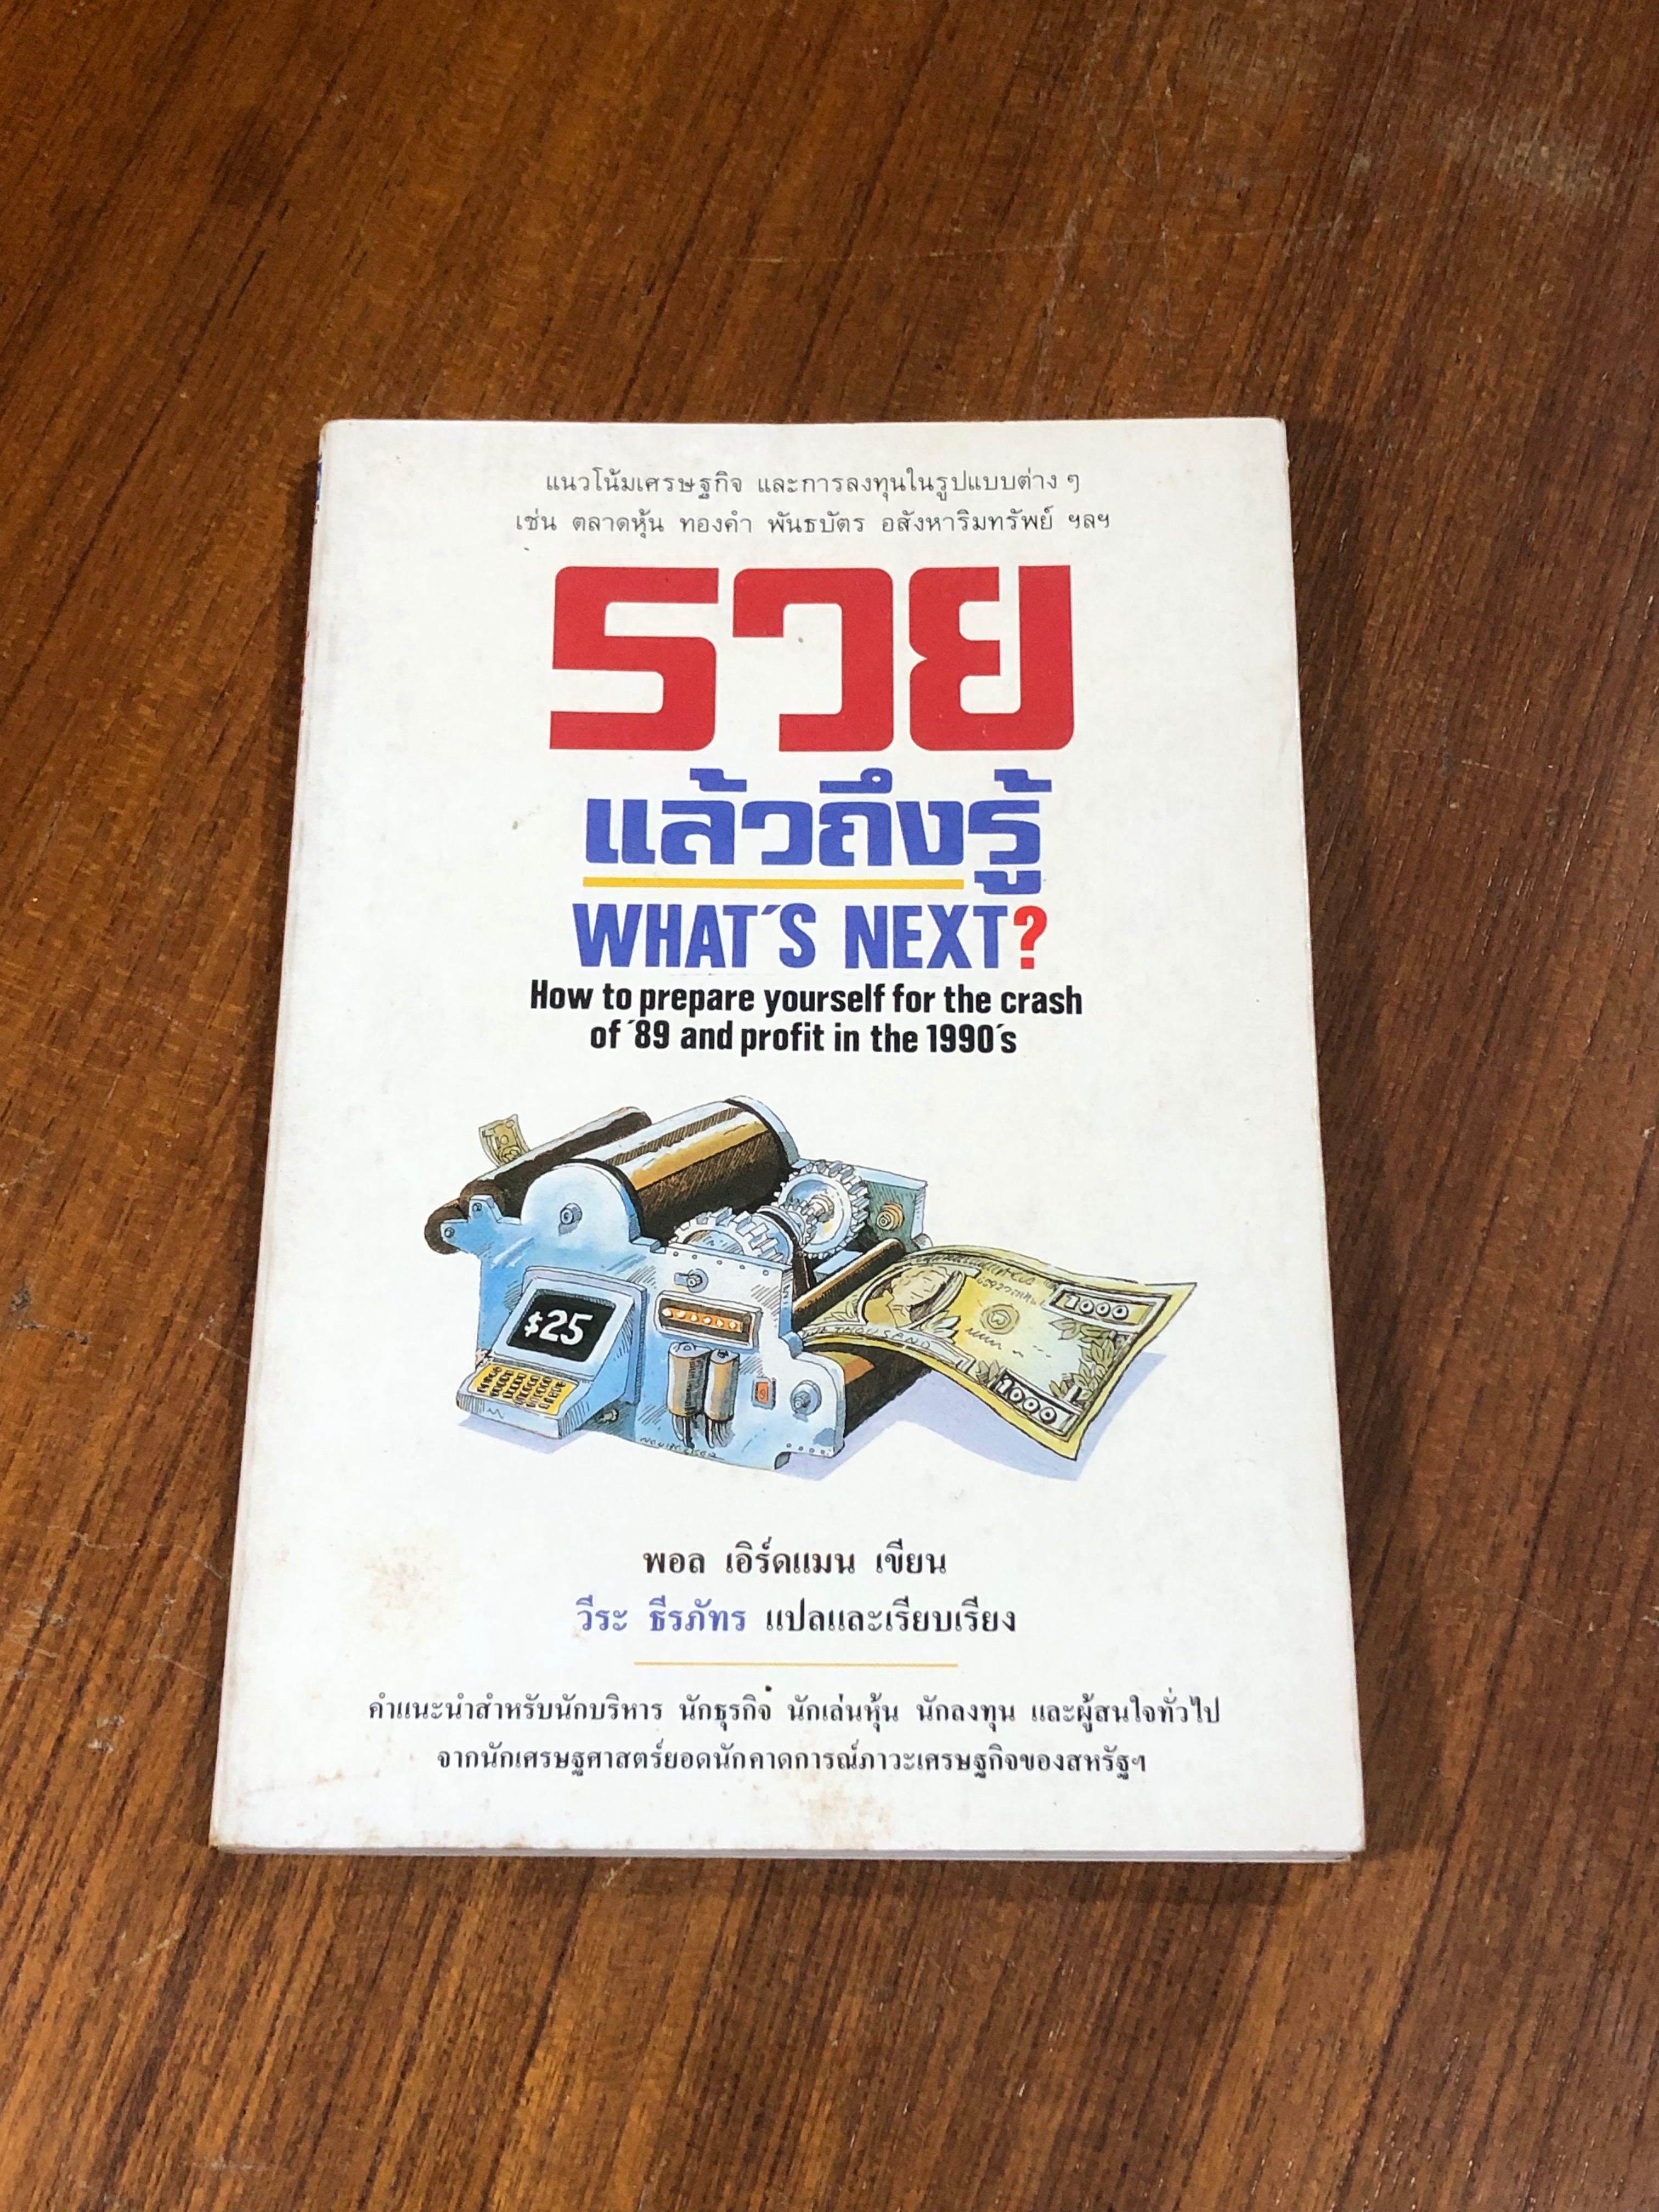 แนวโน้มเศรษฐกิจ และการลงทุนในรูปแบบต่าง ๆ
เช่น ตลาดหุ้น ทองคำ พันธบัตร อสังหาริมทรัพย์ ฯลฯ
รวย
แล้วถึงรู้
WHAT'S NEXT?
How to prepare yourself for the crash
of '89 and profit in the 1990's
$25
1000
THOUSAND
1000
พอล เอิร์ดแมน เขียน
วีระ ธีรภัทร แปลและเรียบเรียง
คำแนะนำสำหรับนักบริหาร นักธุรกิจ นักเล่นหุ้น นักลงทุน และผู้สนใจทั่วไป
จากนักเศรษฐศาสตร์ยอดนักคาดการณ์ภาวะเศรษฐกิจของสหรัฐฯ